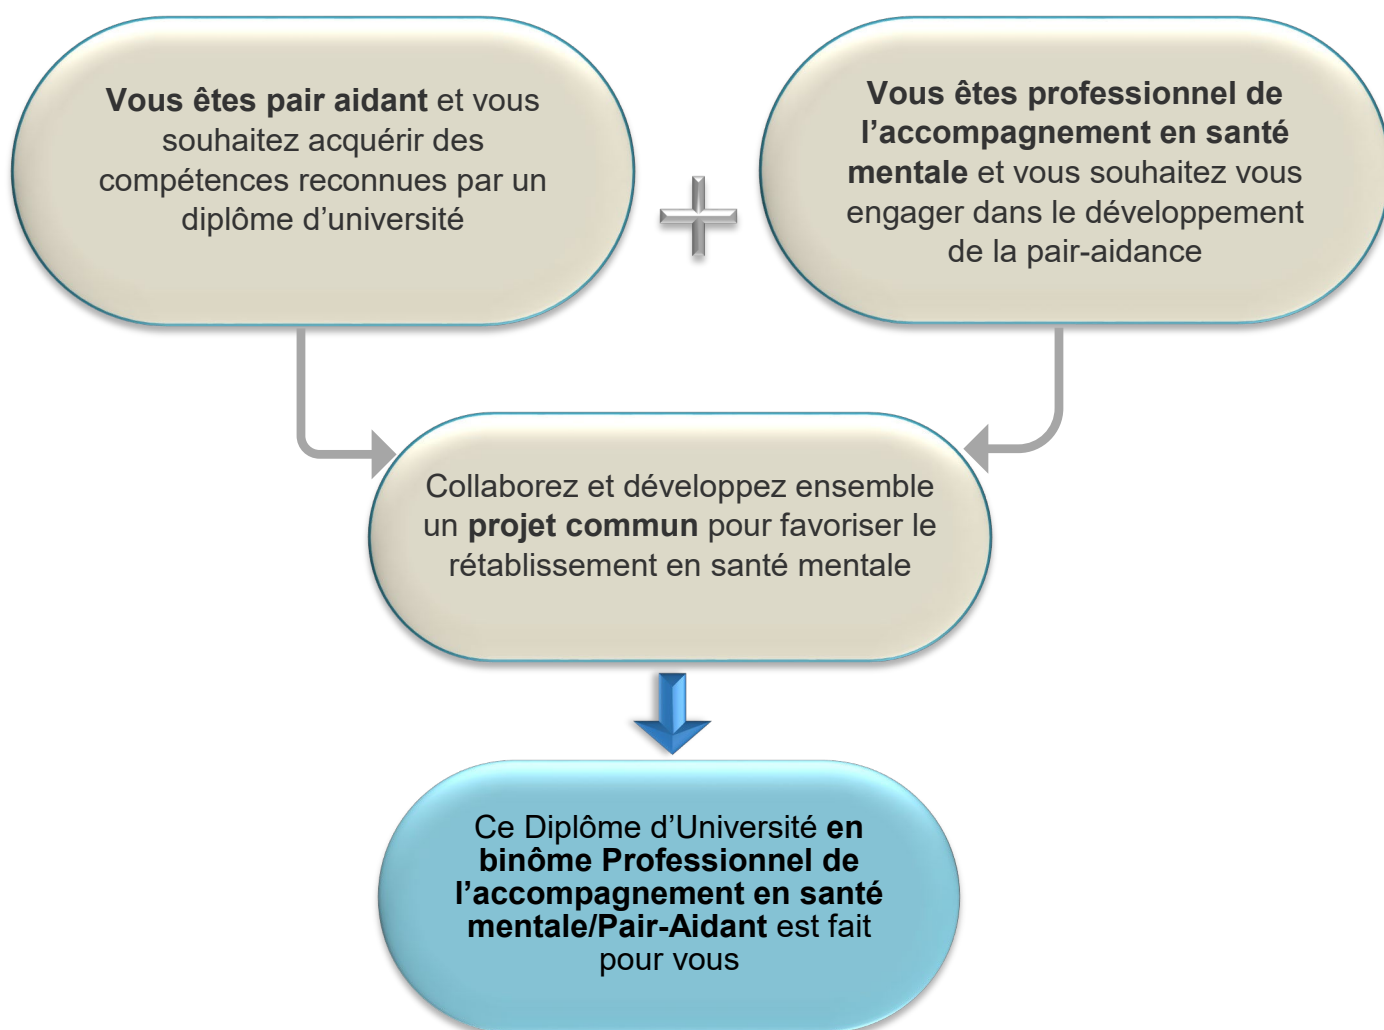 Vous êtes pair aidant et vous
souhaitez acquérir des
compétences reconnues par un
diplôme d’université
Vous êtes professionnel de
l’accompagnement en santé
mentale et vous souhaitez vous
engager dans le développement
de la pair-aidance
Collaborez et développez ensemble
un projet commun pour favoriser le
rétablissement en santé mentale
Ce Diplôme d’Université en
binôme Professionnel de
l’accompagnement en santé
mentale/Pair-Aidant est fait
pour vous